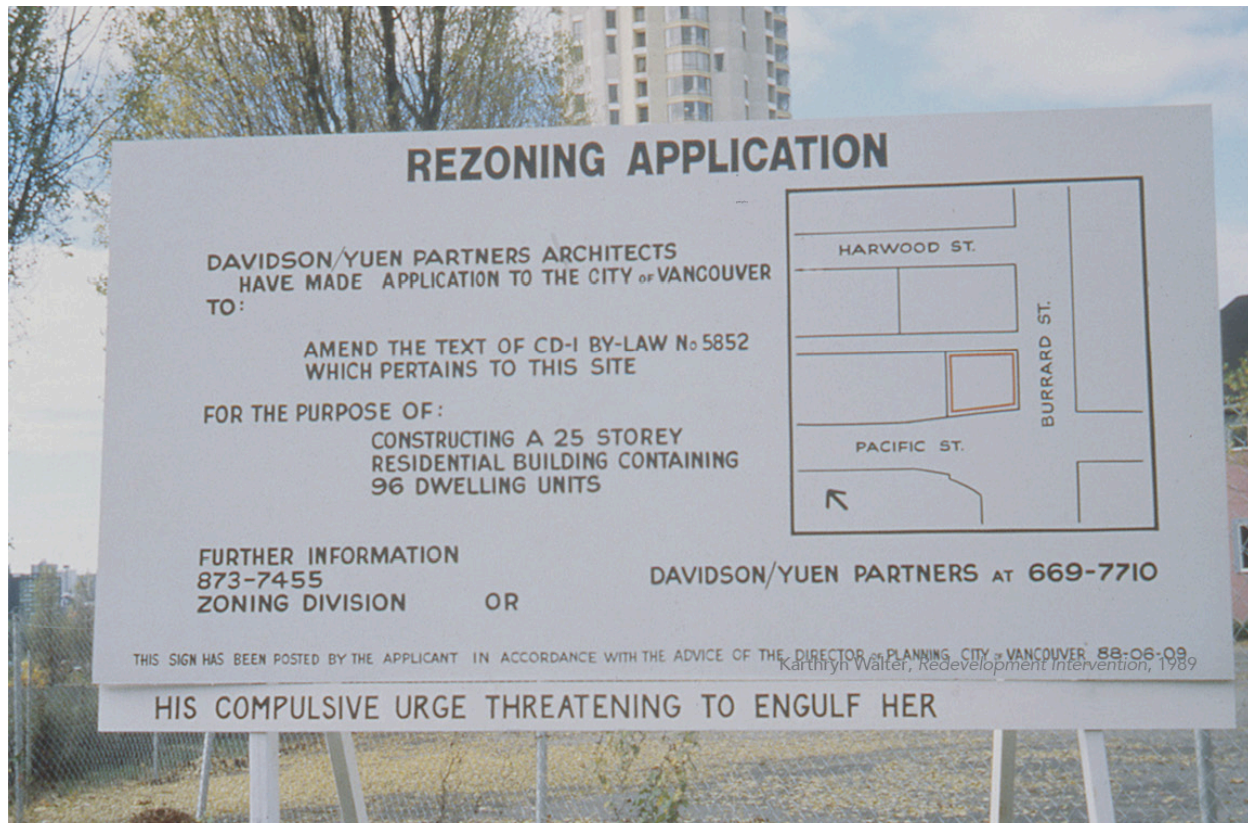 REZONING APPLICATION
DAVIDSON/YUEN PARTNERS ARCHITECTS
HAVE MADE APPLICATION TO THE CITY OF VANCOUVER
TO:
AMEND THE TEXT OF CD-1 BY-LAW No 5852
WHICH PERTAINS TO THIS SITE
FOR THE PURPOSE OF:
CONSTRUCTING A 25 STOREY
RESIDENTIAL BUILDING CONTAINING
96 DWELLING UNITS
HARWOOD ST.
BURRARD ST.
PACIFIC ST.
FURTHER INFORMATION
873-7455
ZONING DIVISION OR
DAVIDSON/YUEN PARTNERS AT 669-7710
THIS SIGN HAS BEEN POSTED BY THE APPLICANT IN ACCORDANCE WITH THE ADVICE OF THE DIRECTOR OF PLANNING CITY OF VANCOUVER 88-06-09
Karthryn Walter, Redevelopment Intervention, 1989
HIS COMPULSIVE URGE THREATENING TO ENGULF HER